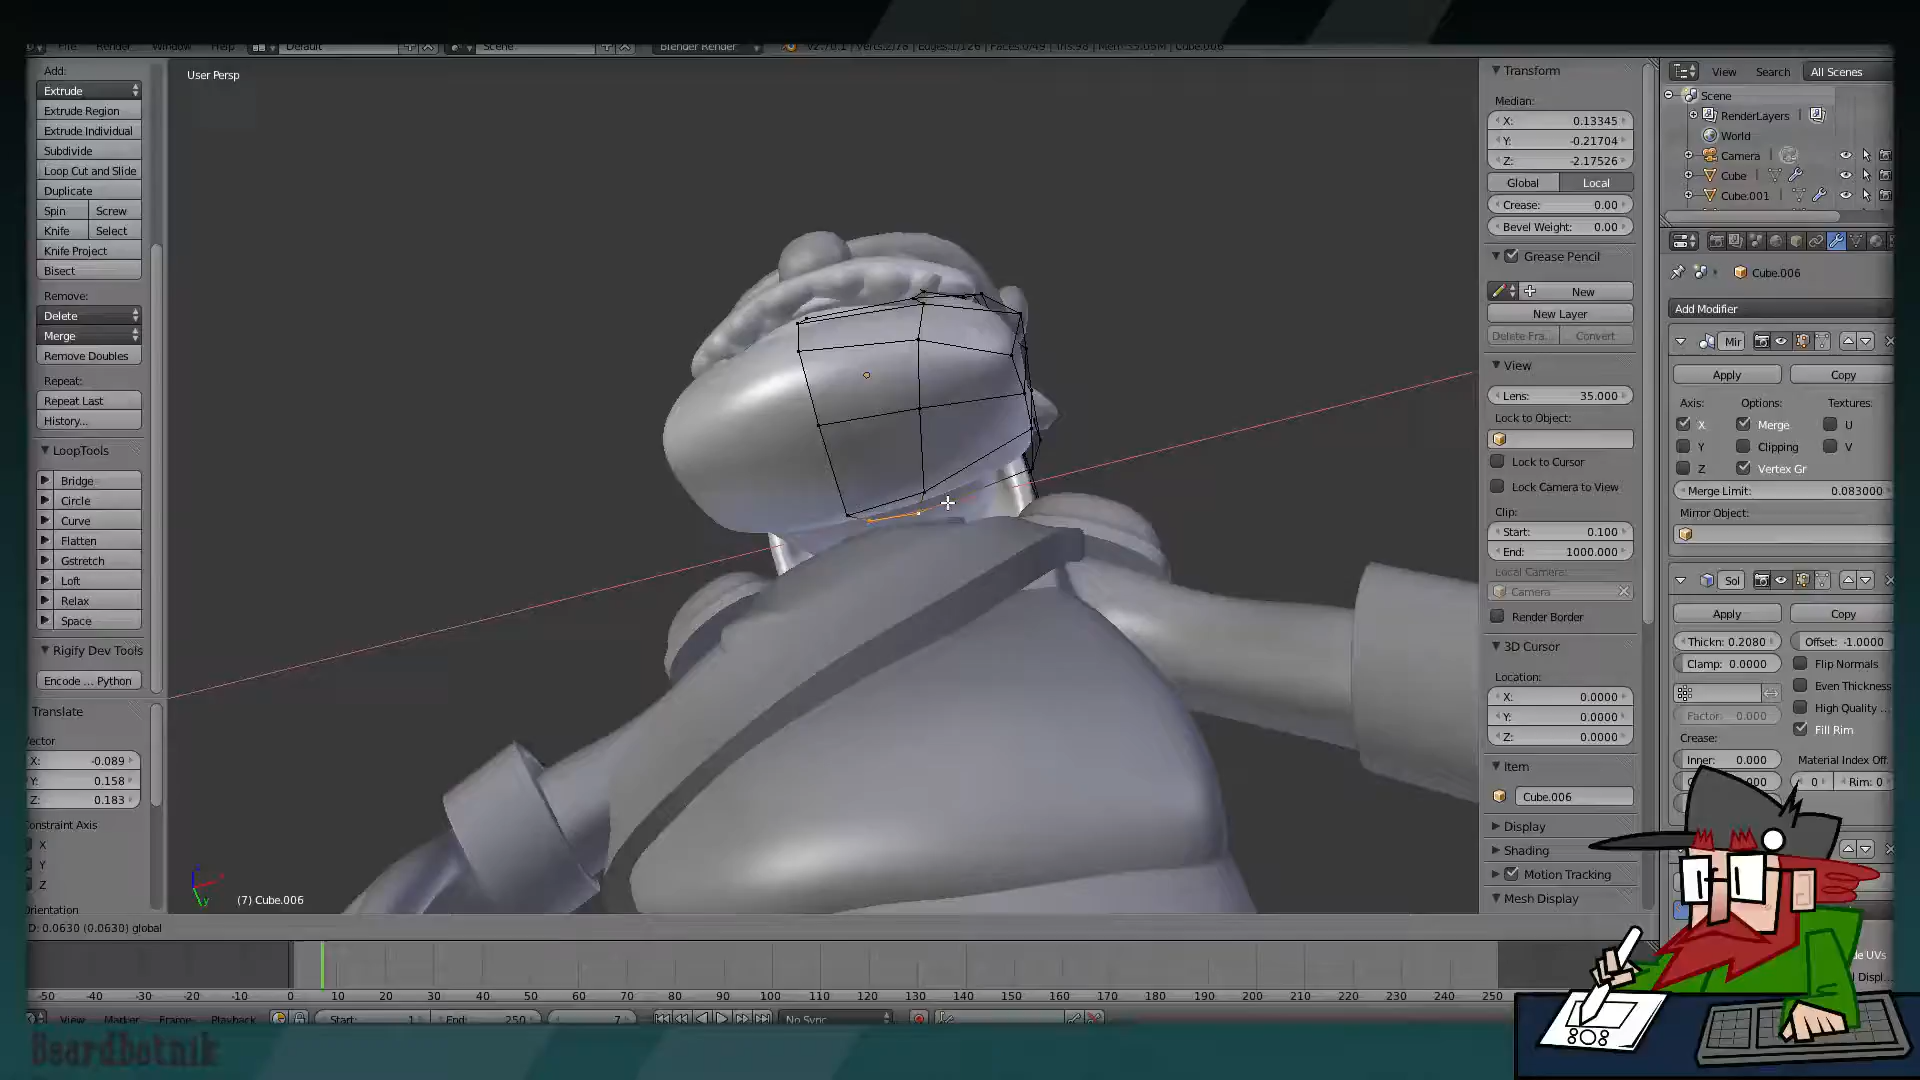 File Render Window Help Default Scene Blender Render v2.70.1 | Verts:2/78 | Edges:1/126 | Faces:0/49 | Tris:98 | Mem:55.05M | Cube.006
Add:
Extrude
Extrude Region
Extrude Individual
Subdivide
Loop Cut and Slide
Duplicate
Spin Screw
Knife Select
Knife Project
Bisect
Remove:
Delete
Merge
Remove Doubles
Repeat:
Repeat Last
History...
LoopTools
Bridge
Circle
Curve
Flatten
Gstretch
Loft
Relax
Space
Rigify Dev Tools
Encode ... Python
Translate
Vector
X: -0.089
Y: 0.158
Z: 0.183
Constraint Axis
X
Y
Z
Orientation
User Persp
(7) Cube.006
D: 0.0630 (0.0630) global
Transform
Median:
X: 0.13345
Y: -0.21704
Z: -2.17526
Global Local
Crease: 0.00
Bevel Weight: 0.00
Grease Pencil
New
New Layer
Delete Fra... Convert
View
Lens: 35.000
Lock to Object:
Lock to Cursor
Lock Camera to View
Clip:
Start: 0.100
End: 1000.000
Local Camera:
Camera
Render Border
3D Cursor
Location:
X: 0.0000
Y: 0.0000
Z: 0.0000
Item
Cube.006
Display
Shading
Motion Tracking
Mesh Display
View Search All Scenes
Scene
RenderLayers
World
Camera
Cube
Cube.001
Cube.006
Add Modifier
Mir
Apply Copy
Axis: Options: Textures:
X Merge U
Y Clipping V
Z Vertex Gr
Merge Limit: 0.083000
Mirror Object:
Sol
Apply Copy
Thickn: 0.2080 Offset: -1.0000
Clamp: 0.0000 Flip Normals
Even Thickness
High Quality ...
Factor: 0.000 Fill Rim
Crease:
Inner: 0.000 Material Index Off.
.000 0 Rim: 0
de UVs
Displ...
-50 -40 -30 -20 -10 0 10 20 30 40 50 60 70 80 90 100 110 120 130 140 150 160 170 180 190 200 210 220 230 240 250
View Marker Frame Playback Start: 1 End: 250 7 No Sync
Beardbotnik